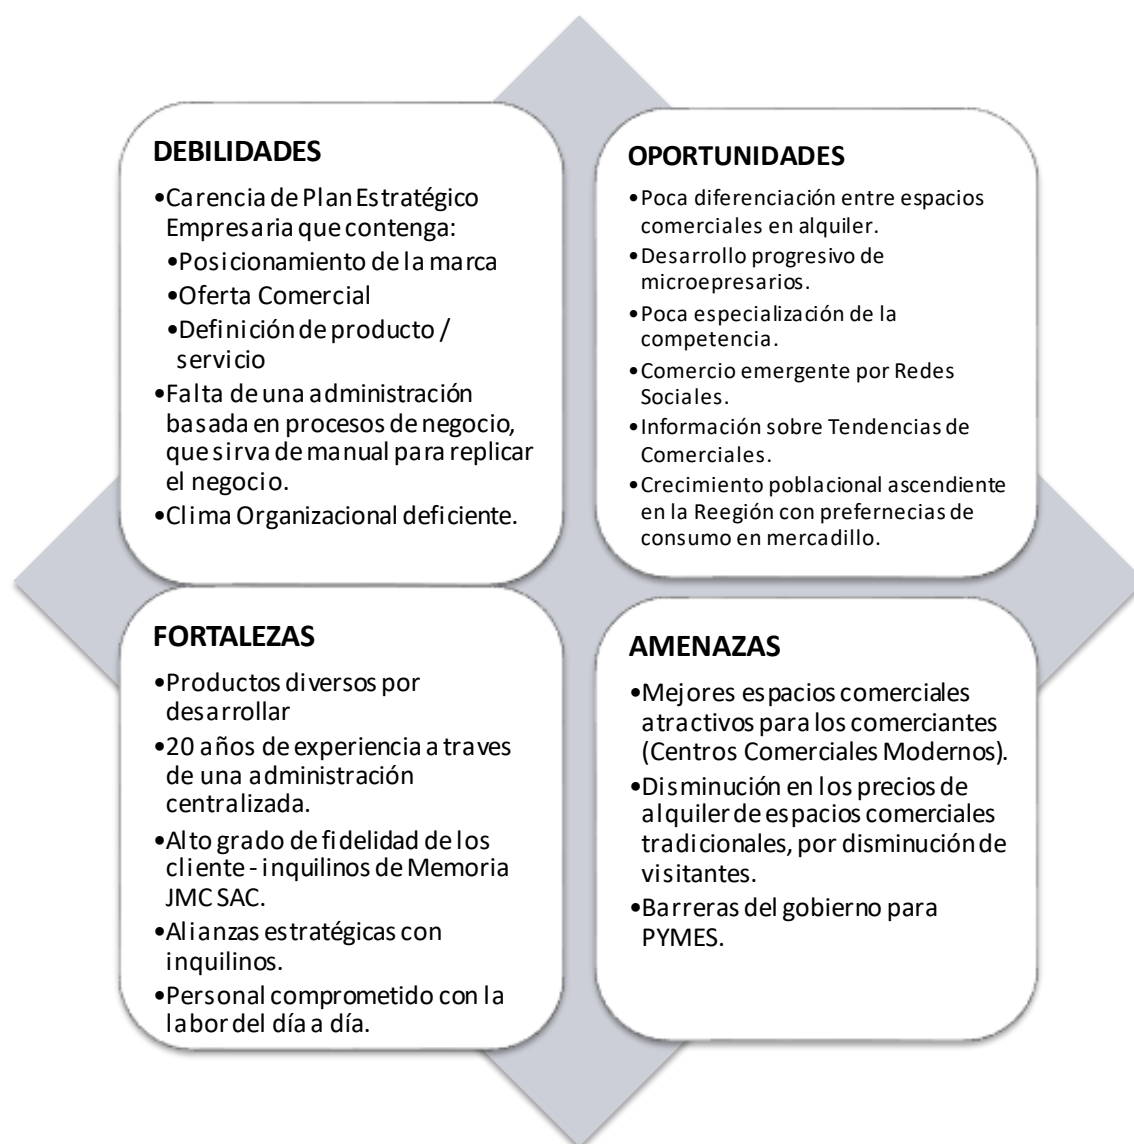 DEBILIDADES
•Carencia de Plan Estratégico
Empresaria que contenga:
•Posicionamiento de la marca
•Oferta Comercial
•Definición de producto /
servicio
•Falta de una administración
basada en procesos de negocio,
que sirva de manual para replicar
el negocio.
•Clima Organizacional deficiente.
OPORTUNIDADES
•Poca diferenciación entre espacios
comerciales en alquiler.
•Desarrollo progresivo de
microepresarios.
•Poca especialización de la
competencia.
•Comercio emergente por Redes
Sociales.
•Información sobre Tendencias de
Comerciales.
•Crecimiento poblacional ascendiente
en la Reegión con prefernecias de
consumo en mercadillo.
FORTALEZAS
•Productos diversos por
desarrollar
•20 años de experiencia a traves
de una administración
centralizada.
•Alto grado de fidelidad de los
cliente - inquilinos de Memoria
JMC SAC.
•Alianzas estratégicas con
inquilinos.
•Personal comprometido con la
labor del día a día.
AMENAZAS
•Mejores espacios comerciales
atractivos para los comerciantes
(Centros Comerciales Modernos).
•Disminución en los precios de
alquiler de espacios comerciales
tradicionales, por disminución de
visitantes.
•Barreras del gobierno para
PYMES.